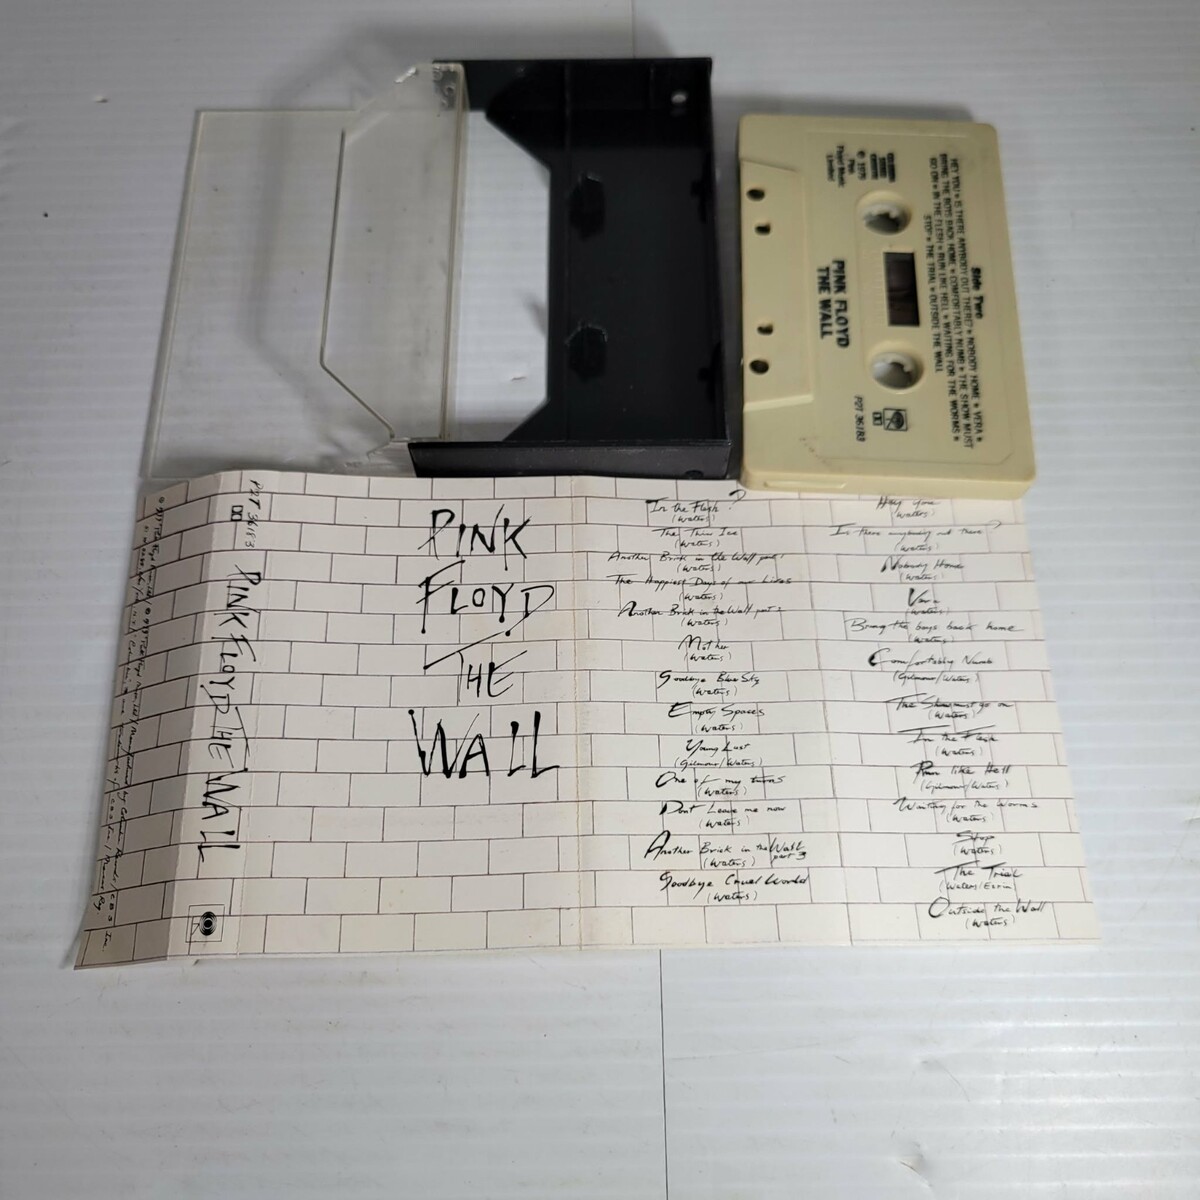 Side Two
HEY YOU • IS THERE ANYBODY OUT THERE? • NOBODY HOME • VERA •
BRING THE BOYS BACK HOME • COMFORTABLY NUMB • THE SHOW MUST
GO ON • IN THE FLESH • RUN LIKE HELL • WAITING FOR THE WORMS •
STOP • THE TRIAL • OUTSIDE THE WALL
Pink
Floyd Music
Limited
PINK FLOYD
THE WALL
P2T 36183
P2T 36183
PINK FLOYD THE WALL
PINK
FLOYD
THE
WALL
In the Flesh?
(Waters)
The Thin Ice
(Waters)
Another Brick in the Wall part 1
(Waters)
The Happiest Days of our Lives
(Waters)
Another Brick in the Wall part 2
(Waters)
Mother
(Waters)
Goodbye Blue Sky
(Waters)
Empty Spaces
(Waters)
Young Lust
(Gilmour/Waters)
One of my turns
(Waters)
Dont Leave me now
(Waters)
Another Brick in the Wall
part 3
(Waters)
Goodbye Cruel World
(Waters)
Hey You
(Waters)
Is there anybody out there?
(Waters)
Nobody Home
(Waters)
Vera
(Waters)
Bring the boys back home
(Waters)
Comfortably Numb
(Gilmour/Waters)
The Show must go on
(Waters)
In the Flesh
(Waters)
Run like Hell
(Gilmour/Waters)
Waiting for the Worms
(Waters)
Stop
(Waters)
The Trial
(Waters/Ezrin)
Outside the Wall
(Waters)